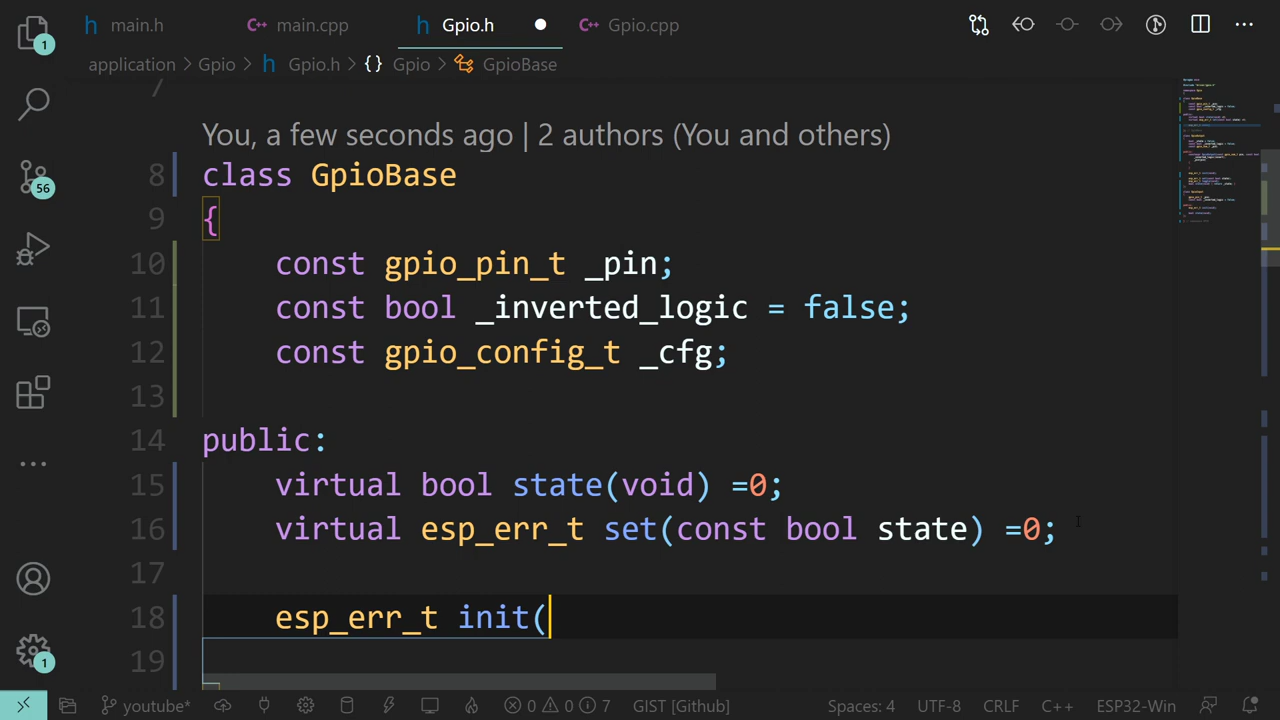 main.h main.cpp Gpio.h Gpio.cpp
application > Gpio > Gpio.h > {} Gpio > GpioBase
7
You, a few seconds ago | 2 authors (You and others)
8 class GpioBase
9 {
10 const gpio_pin_t _pin;
11 const bool _inverted_logic = false;
12 const gpio_config_t _cfg;
13
14 public:
15 virtual bool state(void) =0;
16 virtual esp_err_t set(const bool state) =0;
17
18 esp_err_t init(
19
1
56
1
youtube* 0 0 7 GIST [Github] Spaces: 4 UTF-8 CRLF C++ ESP32-Win